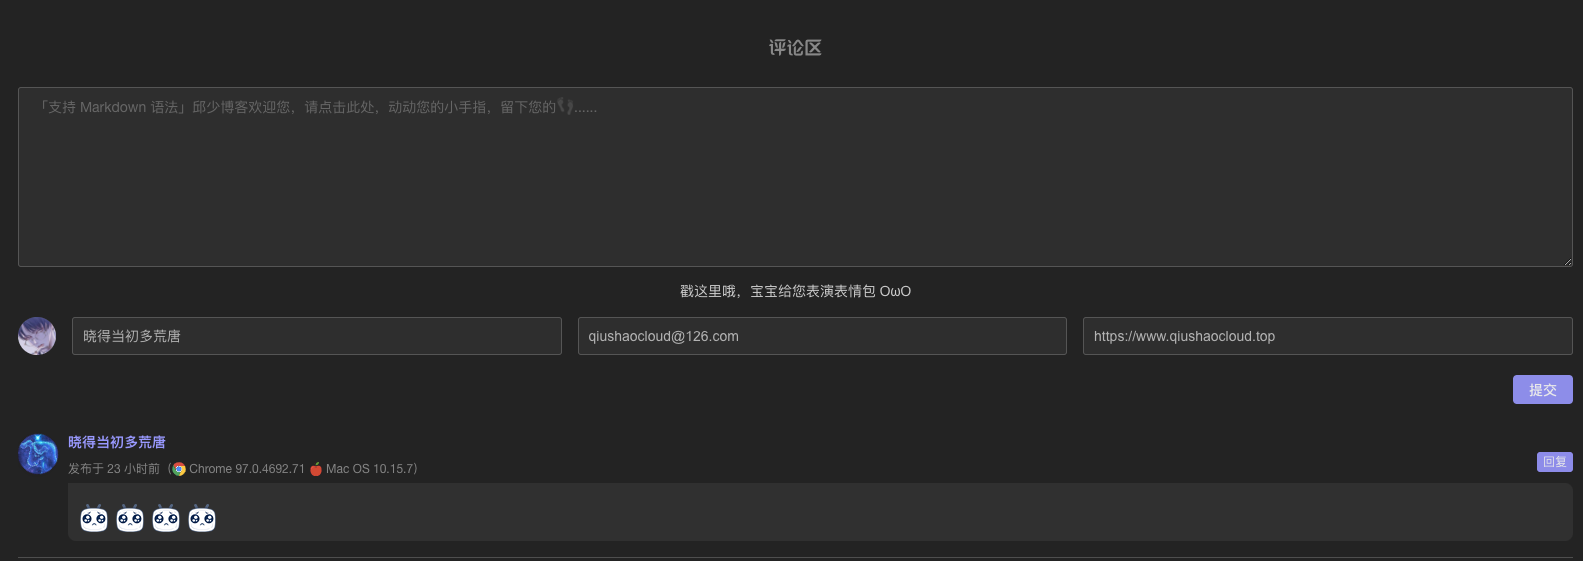 评论区
「支持 Markdown 语法」邱少博客欢迎您，请点击此处，动动您的小手指，留下您的👣......
戳这里哦，宝宝给您表演表情包 OωO
晓得当初多荒唐
qiushaocloud@126.com
https://www.qiushaocloud.top
提交
晓得当初多荒唐
发布于 23 小时前（Chrome 97.0.4692.71 Mac OS 10.15.7）
回复